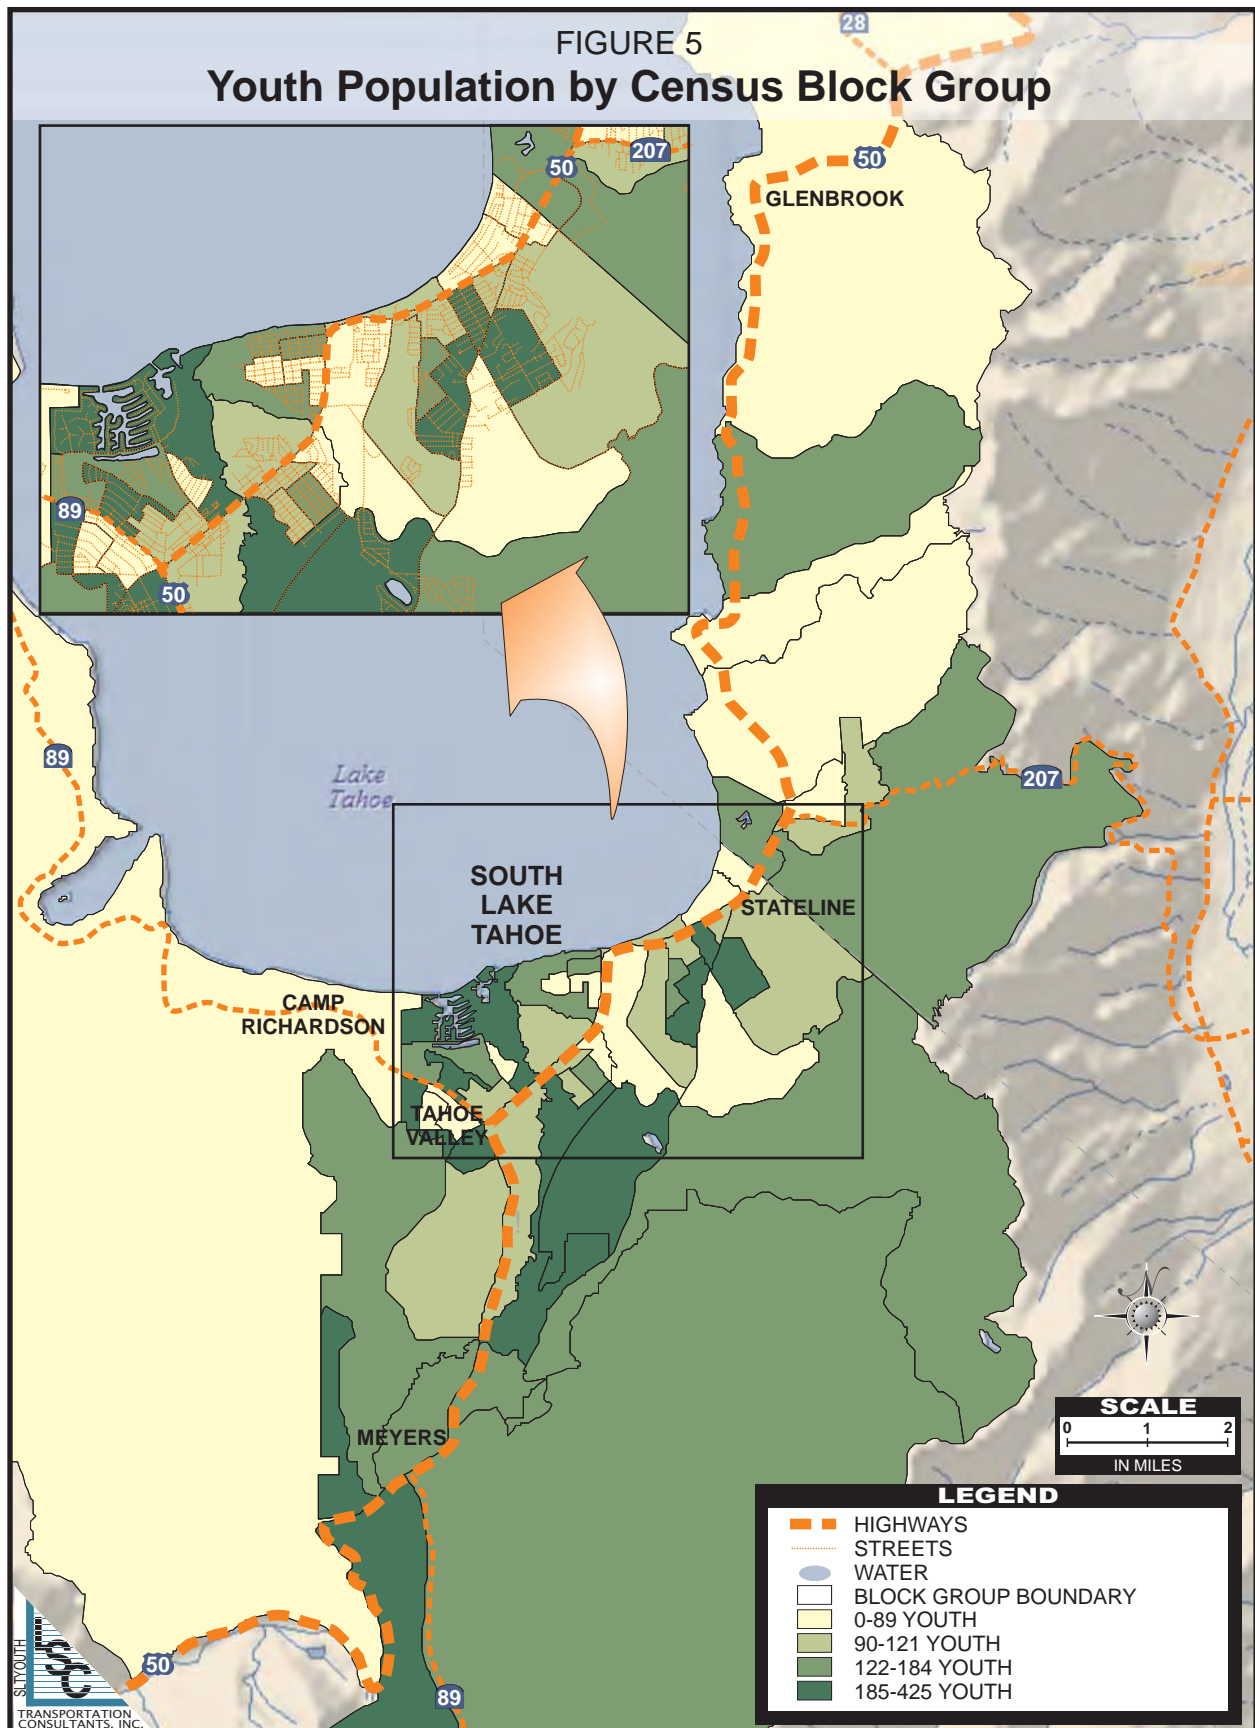 FIGURE 5
Youth Population by Census Block Group
28
50
207
50
GLENBROOK
89
50
89
Lake
Tahoe
207
SOUTH
LAKE
TAHOE
STATELINE
CAMP
RICHARDSON
TAHOE
VALLEY
MEYERS
N
SCALE
0 1 2
IN MILES
LEGEND
HIGHWAYS
STREETS
WATER
BLOCK GROUP BOUNDARY
0-89 YOUTH
90-121 YOUTH
122-184 YOUTH
185-425 YOUTH
50
89
SLTYOUTH
LSC
TRANSPORTATION
CONSULTANTS, INC.